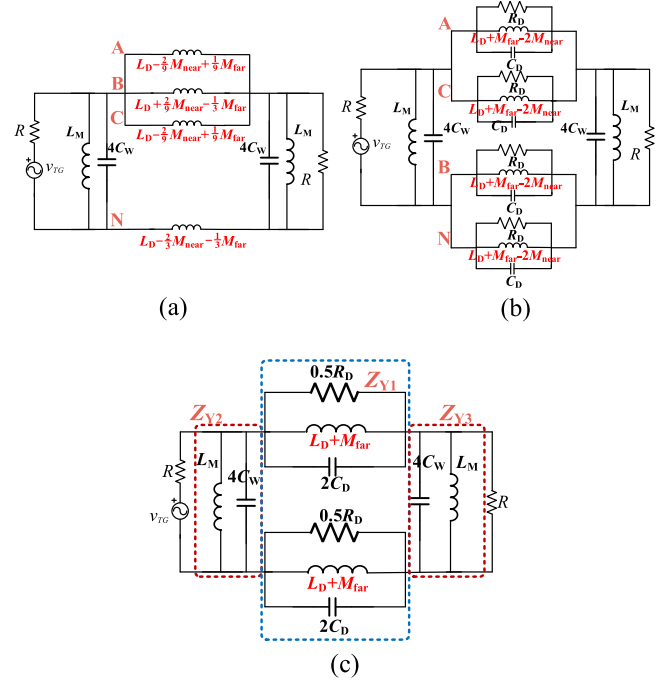 A
L_D−2/9M_near+1/9M_far
B
L_D+2/9M_near−1/3M_far
C
L_D−2/9M_near+1/9M_far
R
L_M
4C_W
4C_W
L_M
R
+
v_TG
N
L_D−2/3M_near−1/3M_far
(a)
A
R_D
L_D+M_far-2M_near
C_D
C
R_D
L_D+M_far-2M_near
C_D
R
L_M
4C_W
4C_W
L_M
R
+
v_TG
B
R_D
L_D+M_far-2M_near
C_D
N
R_D
L_D+M_far-2M_near
C_D
(b)
0.5R_D
Z_Y1
Z_Y2
Z_Y3
L_D+M_far
L_M
4C_W
4C_W
L_M
2C_D
R
R
+
v_TG
0.5R_D
L_D+M_far
2C_D
(c)